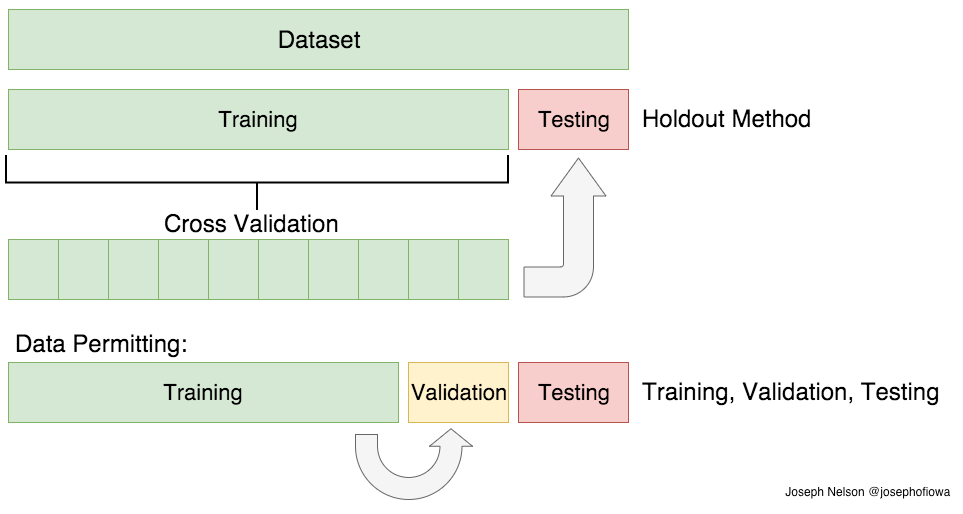 Dataset
Training
Testing
Holdout Method
Cross Validation
Data Permitting:
Training
Validation
Testing
Training, Validation, Testing
Joseph Nelson @josephofiowa